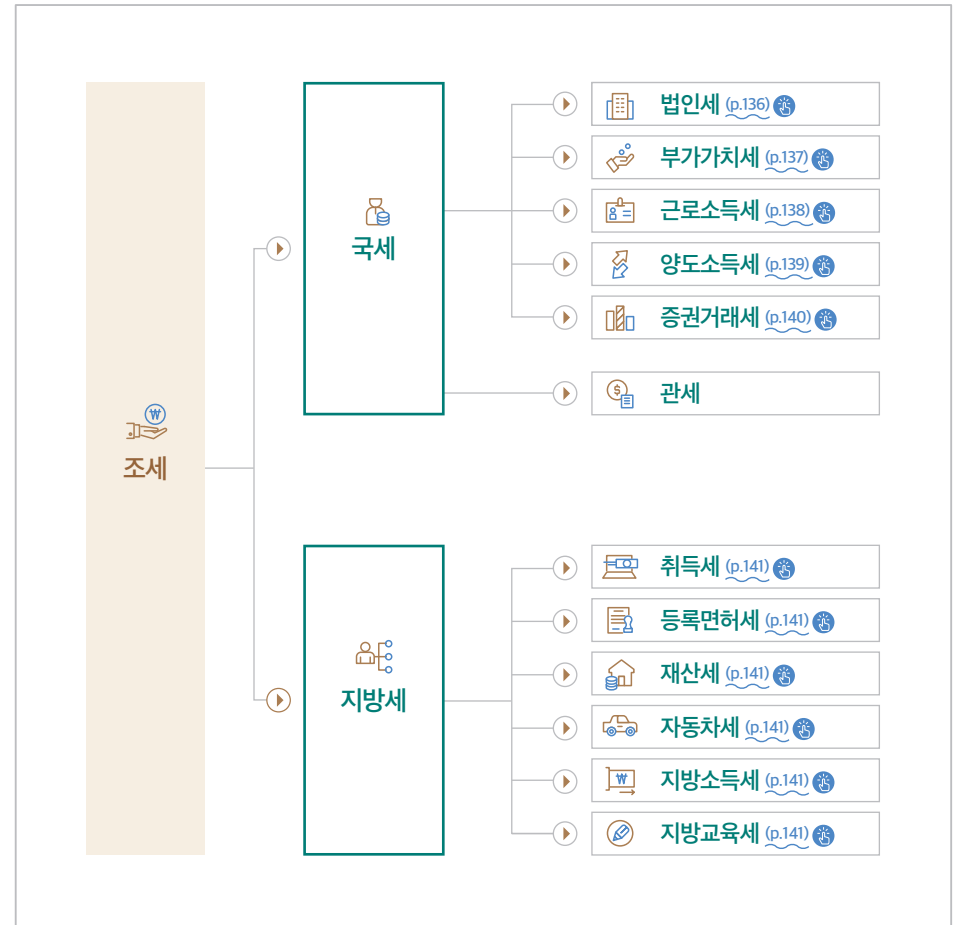 조세
국세
법인세 (p.136)
부가가치세 (p.137)
근로소득세 (p.138)
양도소득세 (p.139)
증권거래세 (p.140)
관세
지방세
취득세 (p.141)
등록면허세 (p.141)
재산세 (p.141)
자동차세 (p.141)
지방소득세 (p.141)
지방교육세 (p.141)